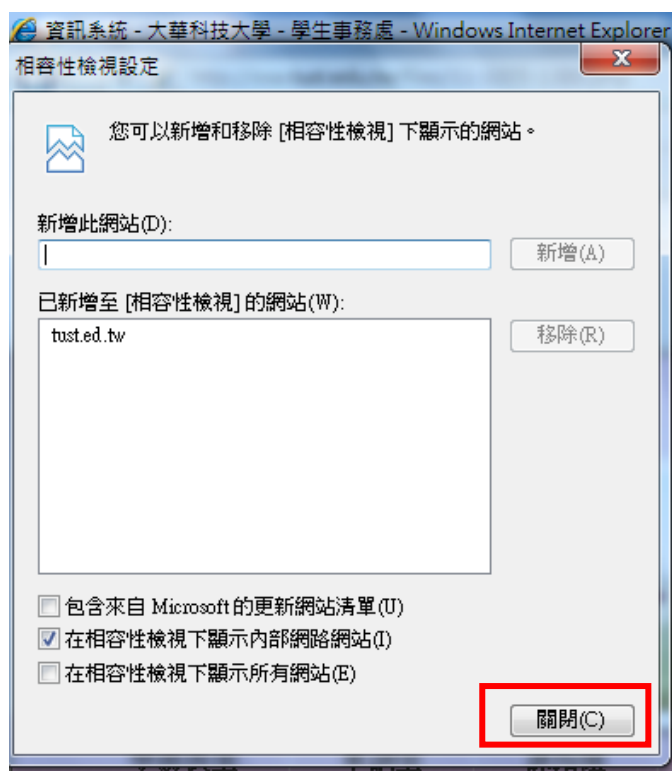 資訊系統 - 大華科技大學 - 學生事務處 - Windows Internet Explorer
相容性檢視設定
您可以新增和移除 [相容性檢視] 下顯示的網站。
新增此網站(D):
新增(A)
已新增至 [相容性檢視] 的網站(W):
tust.ed.tw
移除(R)
包含來自 Microsoft 的更新網站清單(U)
在相容性檢視下顯示內部網路網站(I)
在相容性檢視下顯示所有網站(E)
關閉(C)